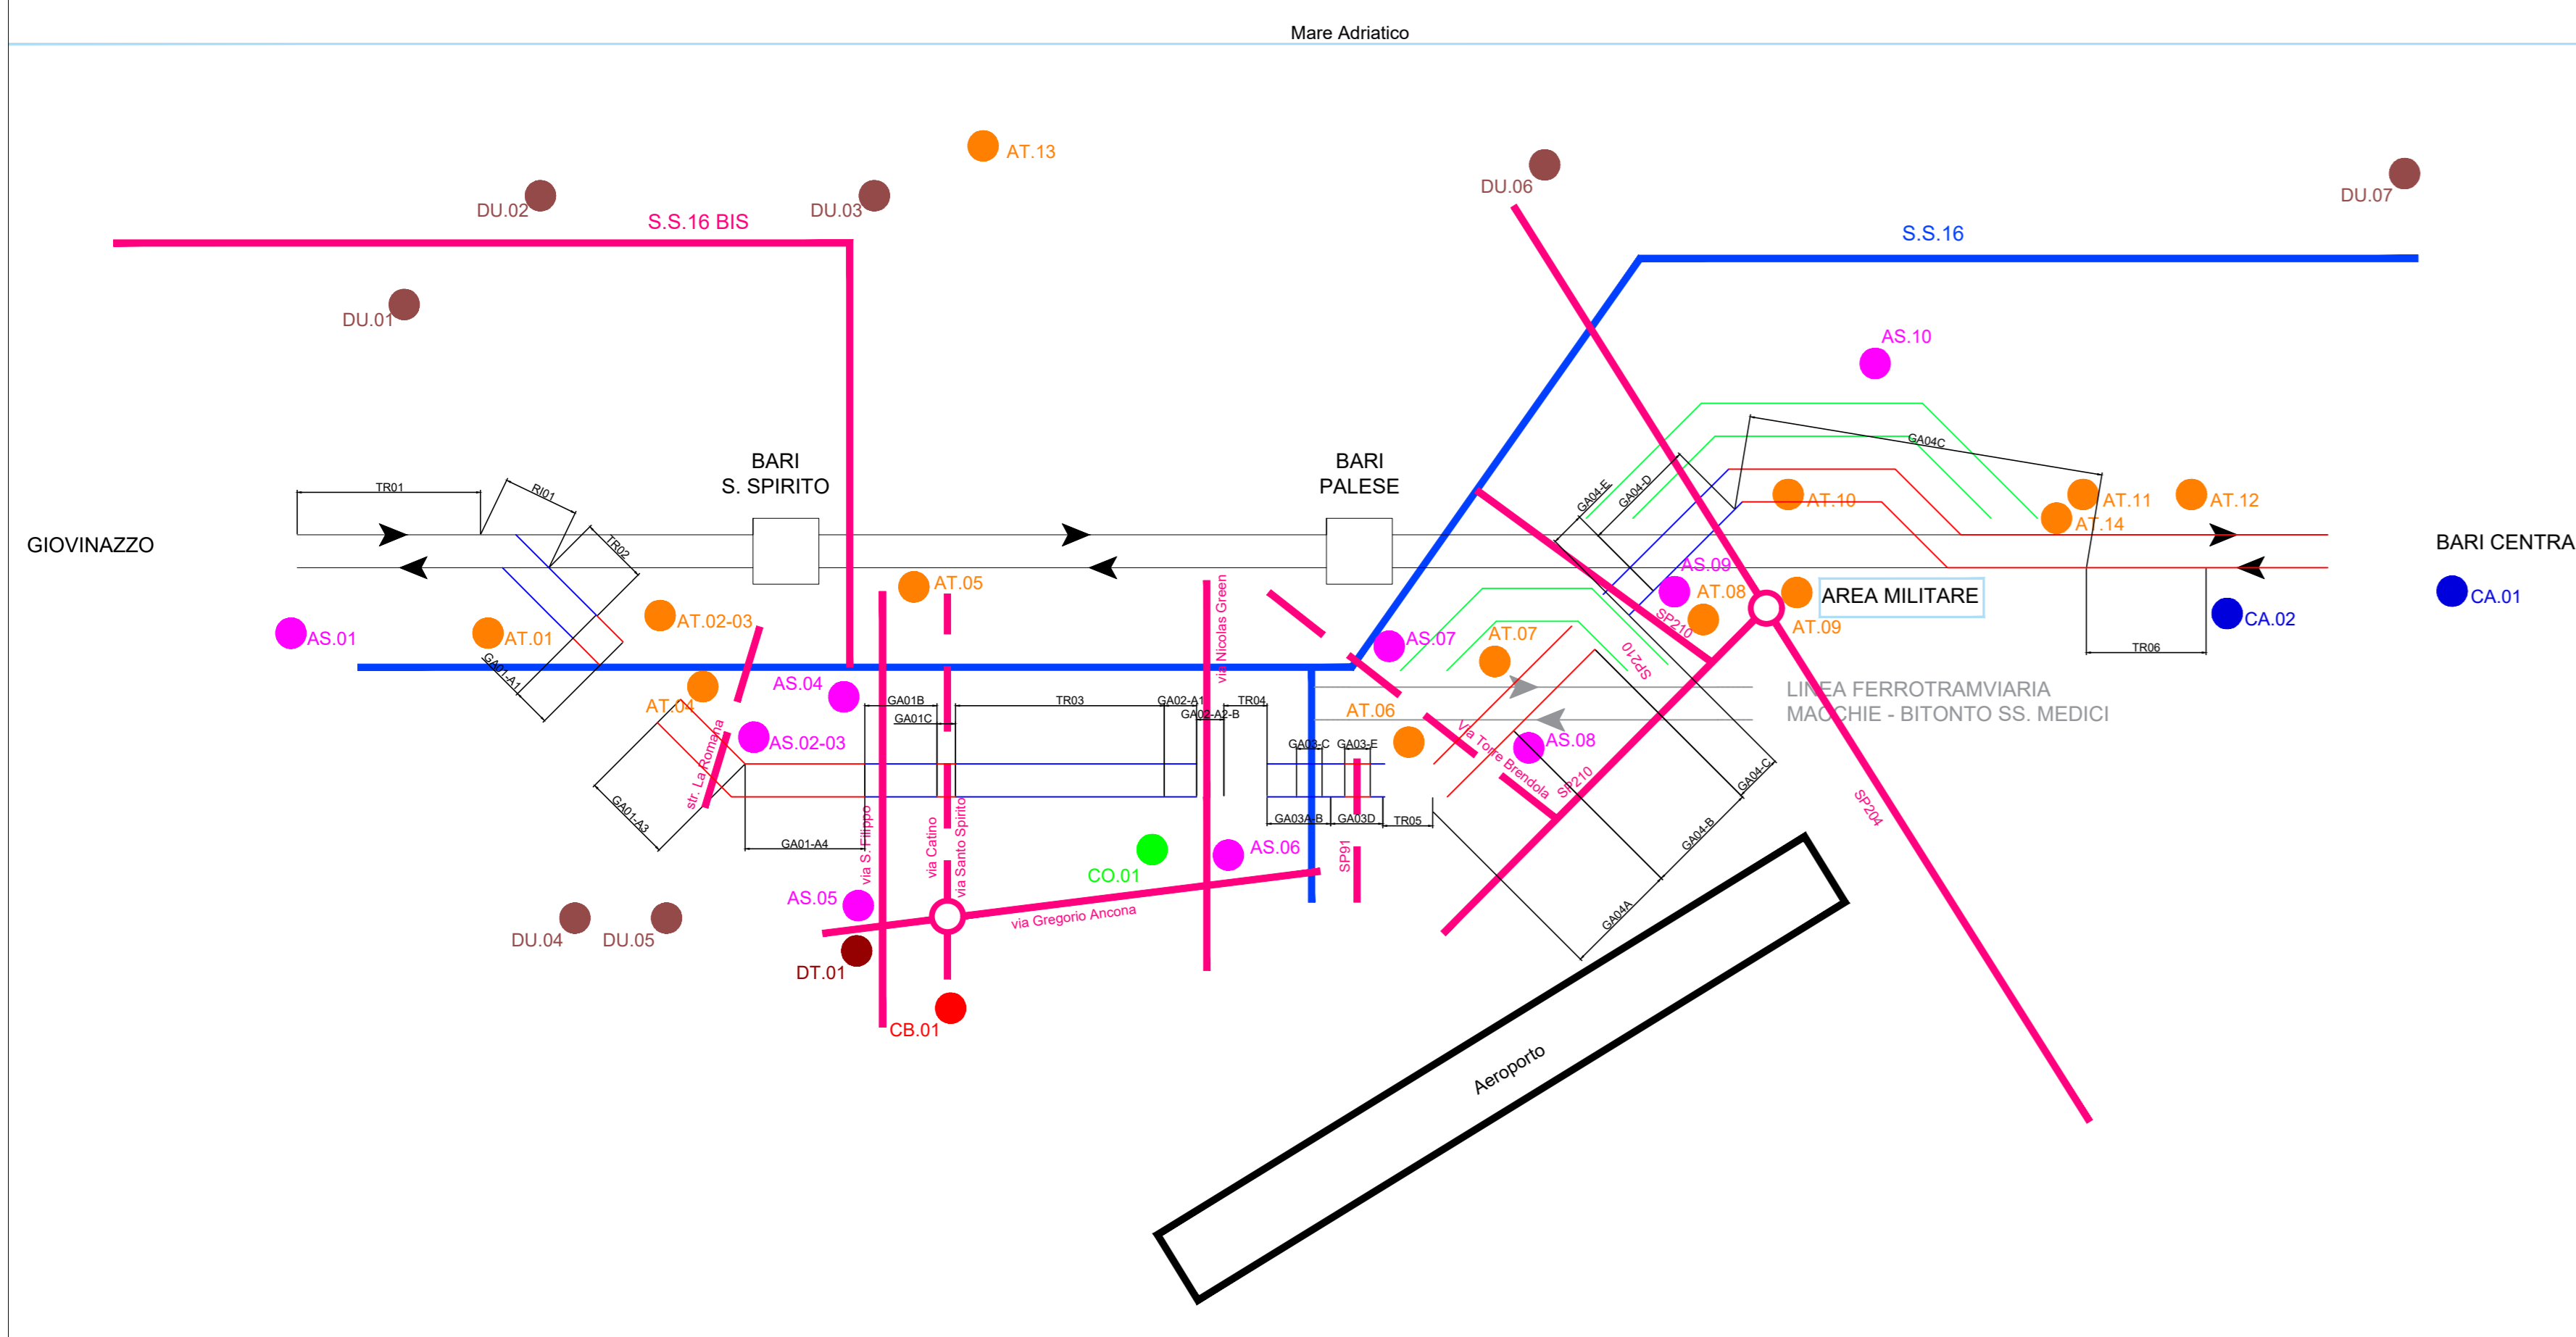 Mare Adriatico
AT.13
DU.06
DU.07
DU.02
DU.03
S.S.16 BIS
S.S.16
DU.01
AS.10
GA04C
BARI
S. SPIRITO
BARI
PALESE
TR01
RI01
GA04-E
GA04-D
AT.10
AT.11
AT.12
AT.14
GIOVINAZZO
TR02
BARI CENTRA
AS.09
AT.05
AT.08
AREA MILITARE
CA.01
AT.02-03
SP210
AT.09
CA.02
AS.01
AT.01
via Nicolas Green
AS.07
AT.07
TR06
GA01-A1
SP210
AS.04
AT.04
GA01B
TR03
GA02-A1
TR04
LINEA FERROTRAMVIARIA
MACCHIE - BITONTO SS. MEDICI
GA01C
GA02-A2-B
AT.06
AS.02-03
str. La Romana
GA03-C
GA03-E
Via Torre Brendola
AS.08
GA04-C
SP210
GA01-A3
GA01-A4
via S. Filippo
via Catino
via Santo Spirito
GA03A-B
GA03D
TR05
SP204
GA04-B
SP91
CO.01
AS.06
AS.05
via Gregorio Ancona
GA04A
DU.04
DU.05
DT.01
CB.01
Aeroporto